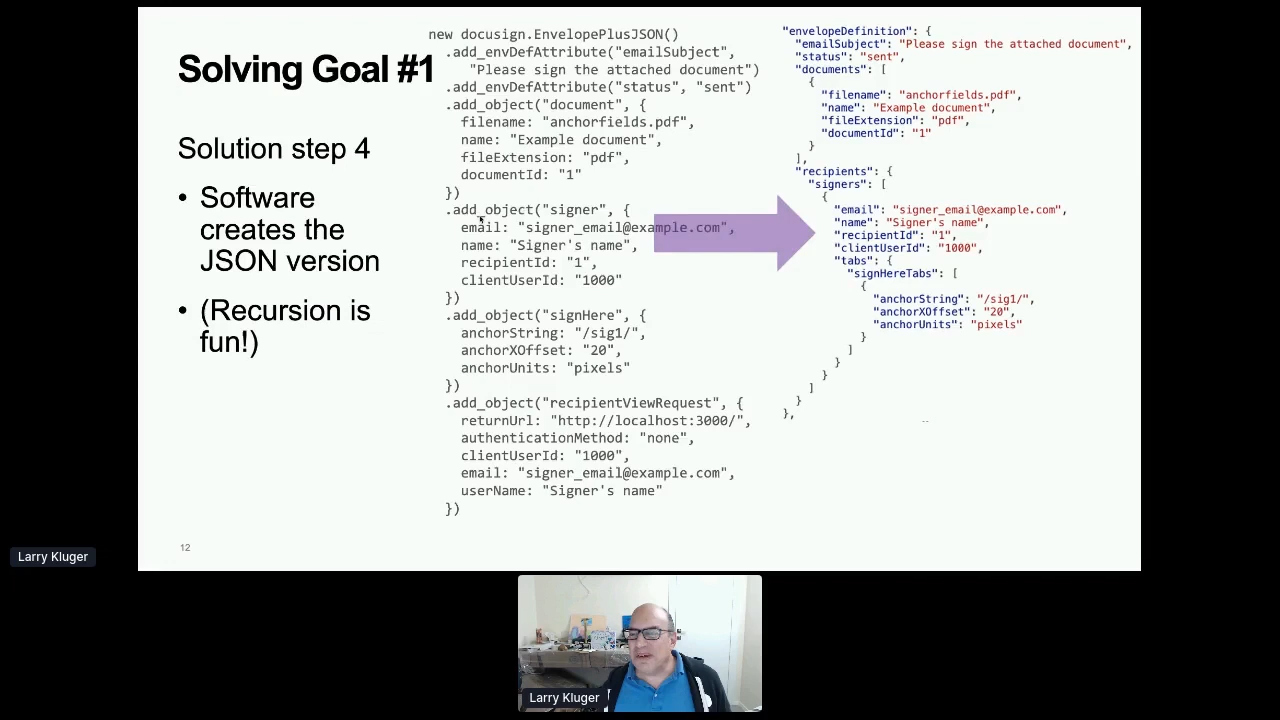 Solving Goal #1
Solution step 4
• Software
creates the
JSON version
• (Recursion is
fun!)
new docusign.EnvelopePlusJSON()
.add_envDefAttribute("emailSubject",
"Please sign the attached document")
.add_envDefAttribute("status", "sent")
.add_object("document", {
filename: "anchorfields.pdf",
name: "Example document",
fileExtension: "pdf",
documentId: "1"
})
.add_object("signer", {
email: "signer_email@example.com",
name: "Signer's name",
recipientId: "1",
clientUserId: "1000"
})
.add_object("signHere", {
anchorString: "/sig1/",
anchorXOffset: "20",
anchorUnits: "pixels"
})
.add_object("recipientViewRequest", {
returnUrl: "http://localhost:3000/",
authenticationMethod: "none",
clientUserId: "1000",
email: "signer_email@example.com",
userName: "Signer's name"
})
"envelopeDefinition": {
"emailSubject": "Please sign the attached document",
"status": "sent",
"documents": [
{
"filename": "anchorfields.pdf",
"name": "Example document",
"fileExtension": "pdf",
"documentId": "1"
}
],
"recipients": {
"signers": [
{
"email": "signer_email@example.com",
"name": "Signer's name",
"recipientId": "1",
"clientUserId": "1000",
"tabs": {
"signHereTabs": [
{
"anchorString": "/sig1/",
"anchorXOffset": "20",
"anchorUnits": "pixels"
}
]
}
}
]
}
},
12
Larry Kluger
Larry Kluger